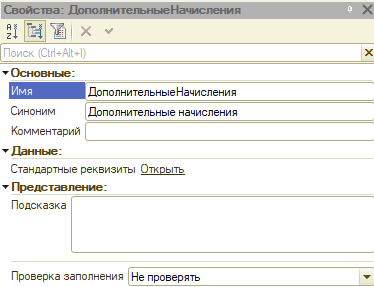 Свойства: ДополнительныеНачисления
Поиск (Ctrl+Alt+I)
Основные:
Имя ДополнительныеНачисления
Синоним Дополнительные начисления
Комментарий
Данные:
Стандартные реквизиты Открыть
Представление:
Подсказка
Проверка заполнения Не проверять